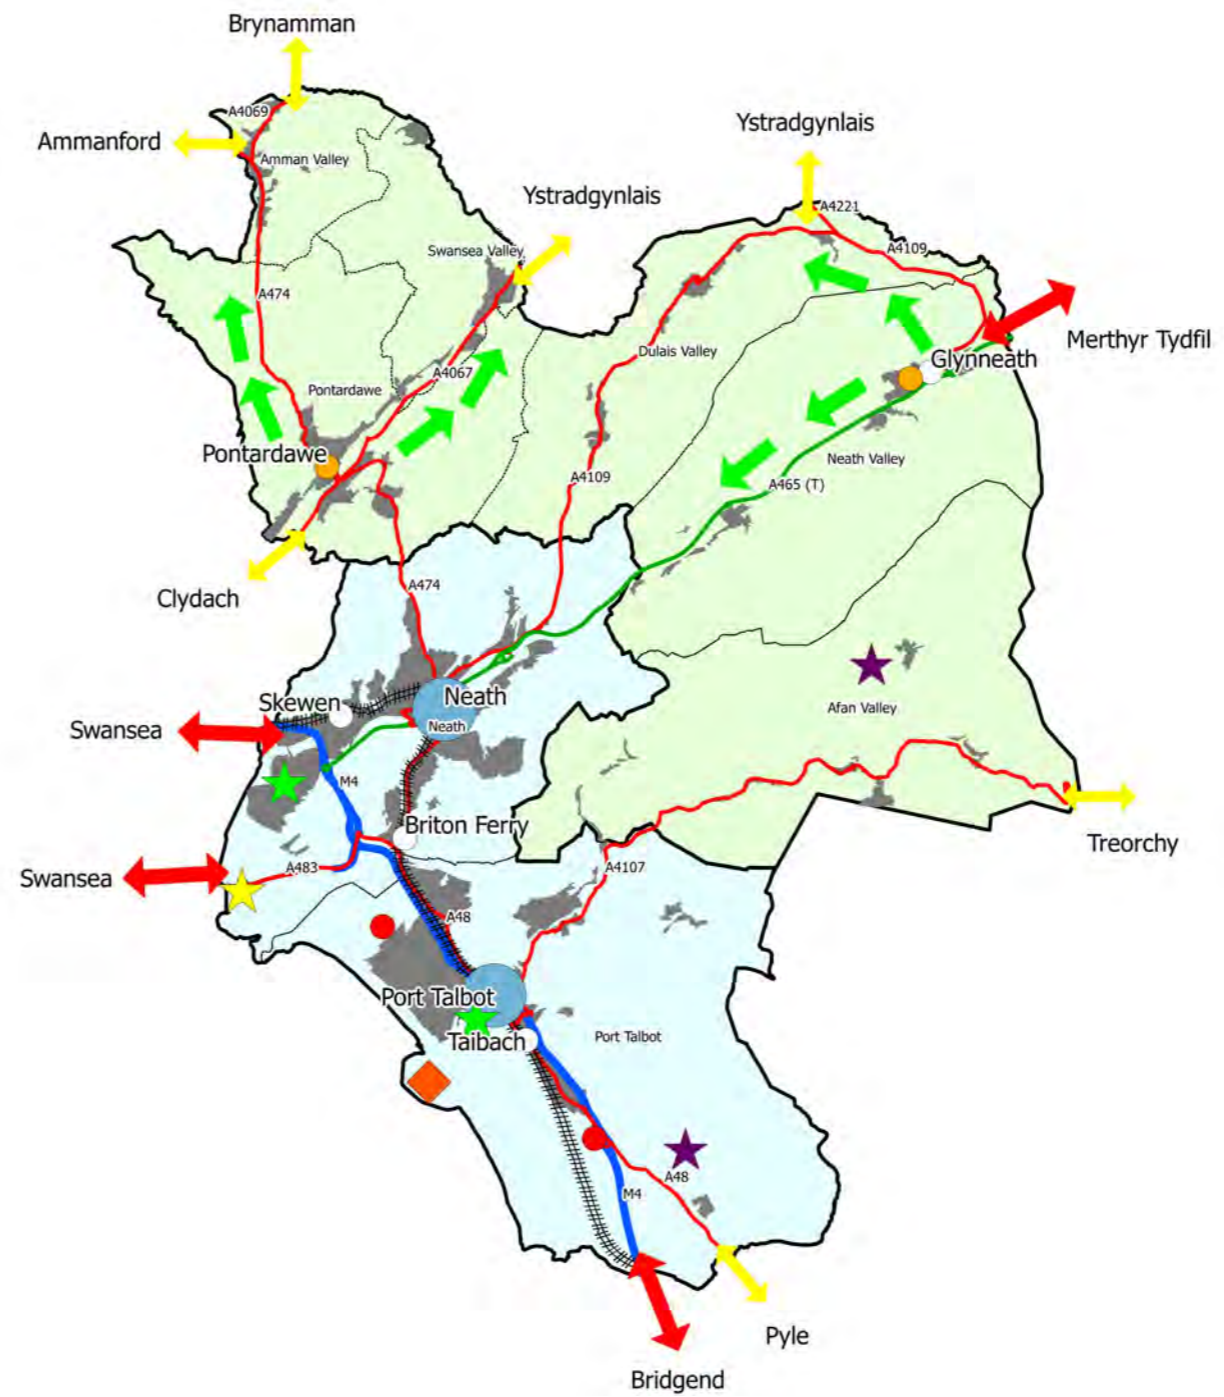 Brynamman
A4069
Ystradgynlais
Ammanford
Amman Valley
Ystradgynlais
A4221
Swansea Valley
A4109
A474
Merthyr Tydfil
Dulais Valley
Glynneath
A4067
Pontardawe
Pontardawe
Neath Valley
A4109
A465 (T)
A474
Clydach
Skewen
Neath
Afan Valley
Neath
Swansea
M4
Briton Ferry
Treorchy
A483
A4107
Swansea
A48
Port Talbot
Taibach
Port Talbot
A48
M4
Pyle
Bridgend